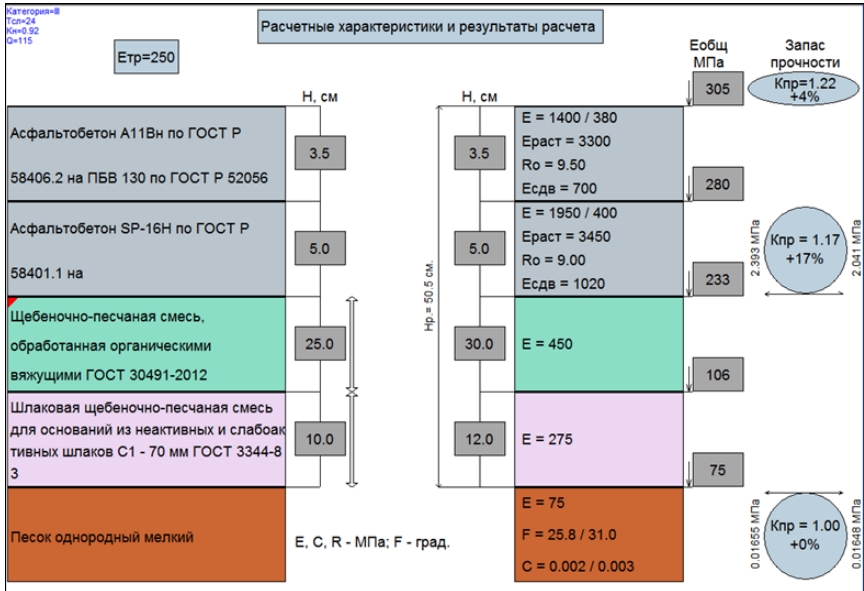 Категория=III
Тсл=24
Кн=0.92
Q=115
Расчетные характеристики и результаты расчета
Етр=250
Еобщ
МПа
Запас
прочности
305
Кпр=1.22
+4%
Н, см
Н, см
Асфальтобетон А11Вн по ГОСТ Р
58406.2 на ПБВ 130 по ГОСТ Р 52056
3.5
3.5
Е = 1400 / 380
Ераст = 3300
Ro = 9.50
Есдв = 700
280
Асфальтобетон SP-16Н по ГОСТ Р
58401.1 на
5.0
5.0
Е = 1950 / 400
Ераст = 3450
Ro = 9.00
Есдв = 1020
233
2.393 МПа
Кпр = 1.17
+17%
2.041 МПа
Нр.= 50.5 см.
Щебеночно-песчаная смесь,
обработанная органическими
вяжущими ГОСТ 30491-2012
25.0
30.0
Е = 450
106
Шлаковая щебеночно-песчаная смесь
для оснований из неактивных и слабоак
тивных шлаков С1 - 70 мм ГОСТ 3344-8
3
10.0
12.0
Е = 275
75
Песок однородный мелкий
Е, С, R - МПа; F - град.
Е = 75
F = 25.8 / 31.0
С = 0.002 / 0.003
0.01655 МПа
Кпр = 1.00
+0%
0.01648 МПа